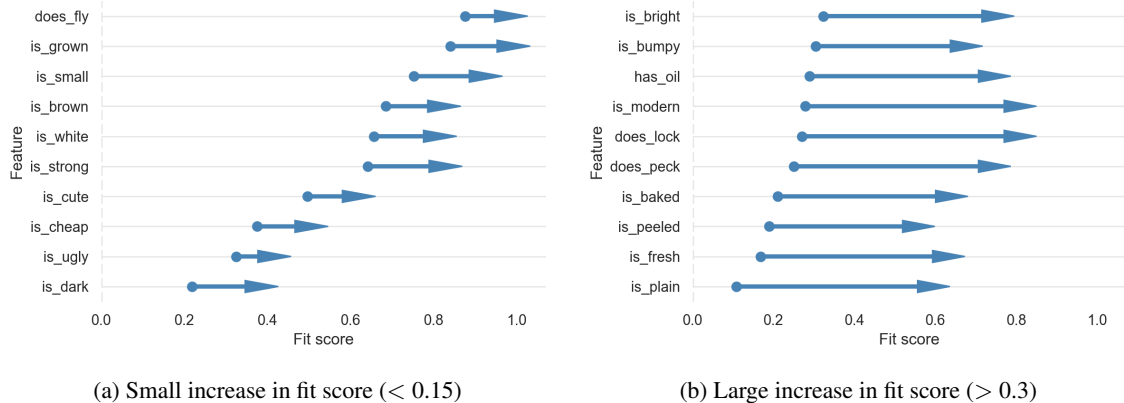 does_fly
is_grown
is_small
is_brown
is_white
is_strong
is_cute
is_cheap
is_ugly
is_dark
Feature
0.0 0.2 0.4 0.6 0.8 1.0
Fit score
(a) Small increase in fit score (< 0.15)
is_bright
is_bumpy
has_oil
is_modern
does_lock
does_peck
is_baked
is_peeled
is_fresh
is_plain
Feature
0.0 0.2 0.4 0.6 0.8 1.0
Fit score
(b) Large increase in fit score (> 0.3)